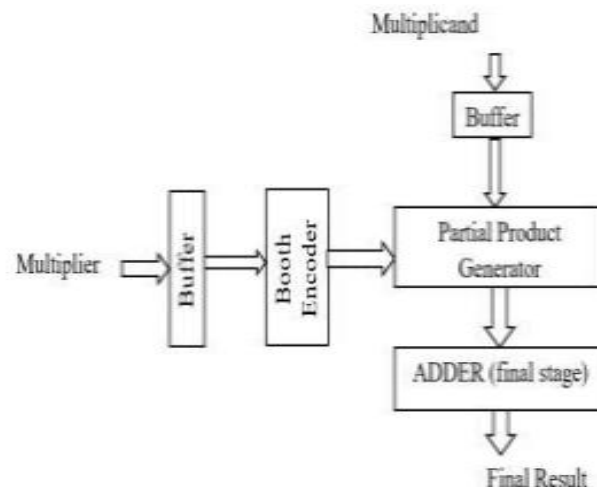 Multiplicand
Buffer
Multiplier
Buffer
Booth
Encoder
Partial Product
Generator
ADDER (final stage)
Final Result